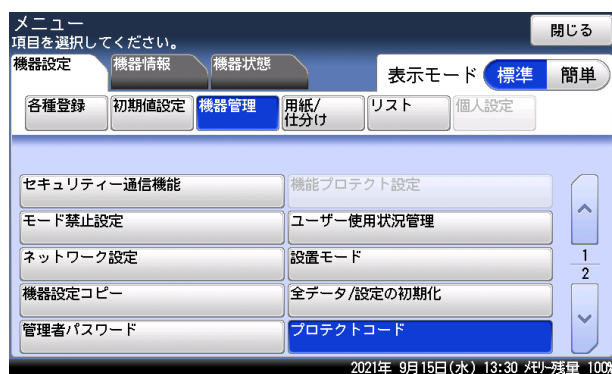 メニュー
項目を選択してください。
閉じる
機器設定
機器情報
機器状態
表示モード
標準
簡単
各種登録
初期値設定
機器管理
用紙/
仕分け
リスト
個人設定
セキュリティー通信機能
機能プロテクト設定
モード禁止設定
ユーザー使用状況管理
ネットワーク設定
設置モード
1
2
機器設定コピー
全データ/設定の初期化
管理者パスワード
プロテクトコード
2021年 9月15日(水) 13:30 メモリー残量 100%